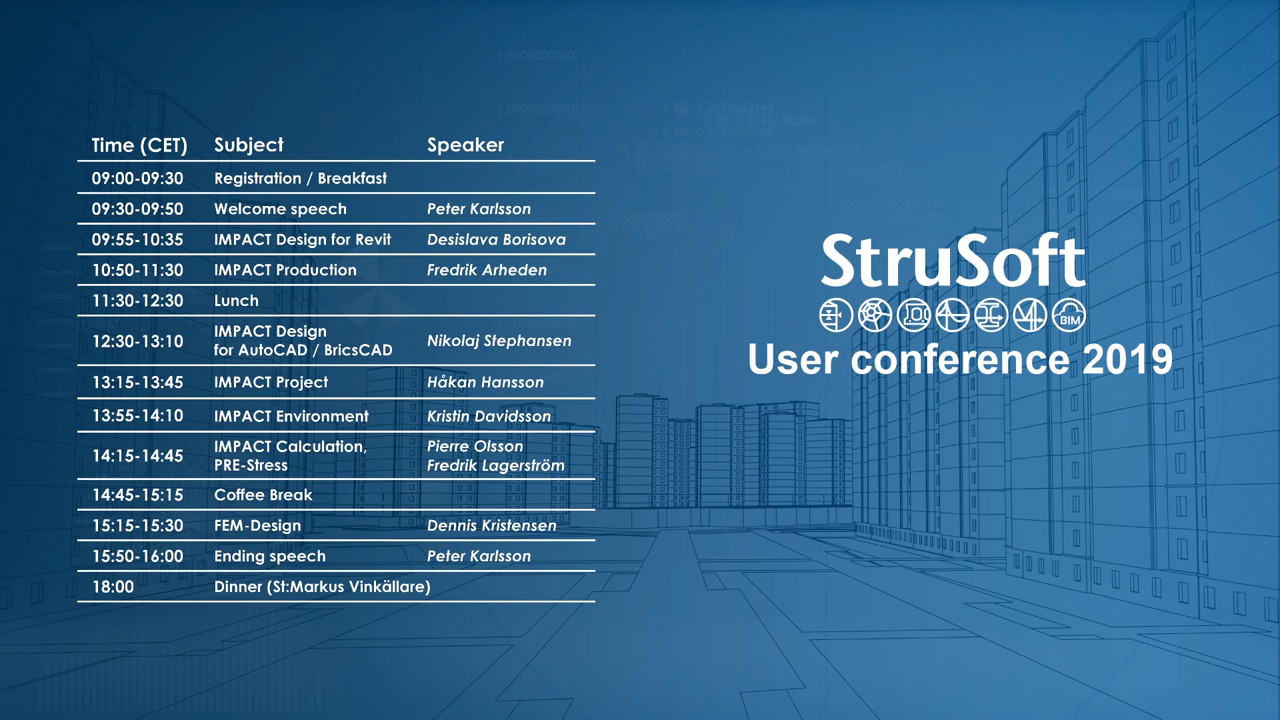 Time (CET) Subject Speaker
09:00-09:30 Registration / Breakfast
09:30-09:50 Welcome speech Peter Karlsson
09:55-10:35 IMPACT Design for Revit Desislava Borisova
10:50-11:30 IMPACT Production Fredrik Arheden
11:30-12:30 Lunch
12:30-13:10 IMPACT Design
for AutoCAD / BricsCAD Nikolaj Stephansen
13:15-13:45 IMPACT Project Håkan Hansson
13:55-14:10 IMPACT Environment Kristin Davidsson
14:15-14:45 IMPACT Calculation, Pierre Olsson
PRE-Stress Fredrik Lagerström
14:45-15:15 Coffee Break
15:15-15:30 FEM-Design Dennis Kristensen
15:50-16:00 Ending speech Peter Karlsson
18:00 Dinner (St:Markus Vinkällare)
StruSoft
BIM
User conference 2019
1.5000000000
1.0000000000